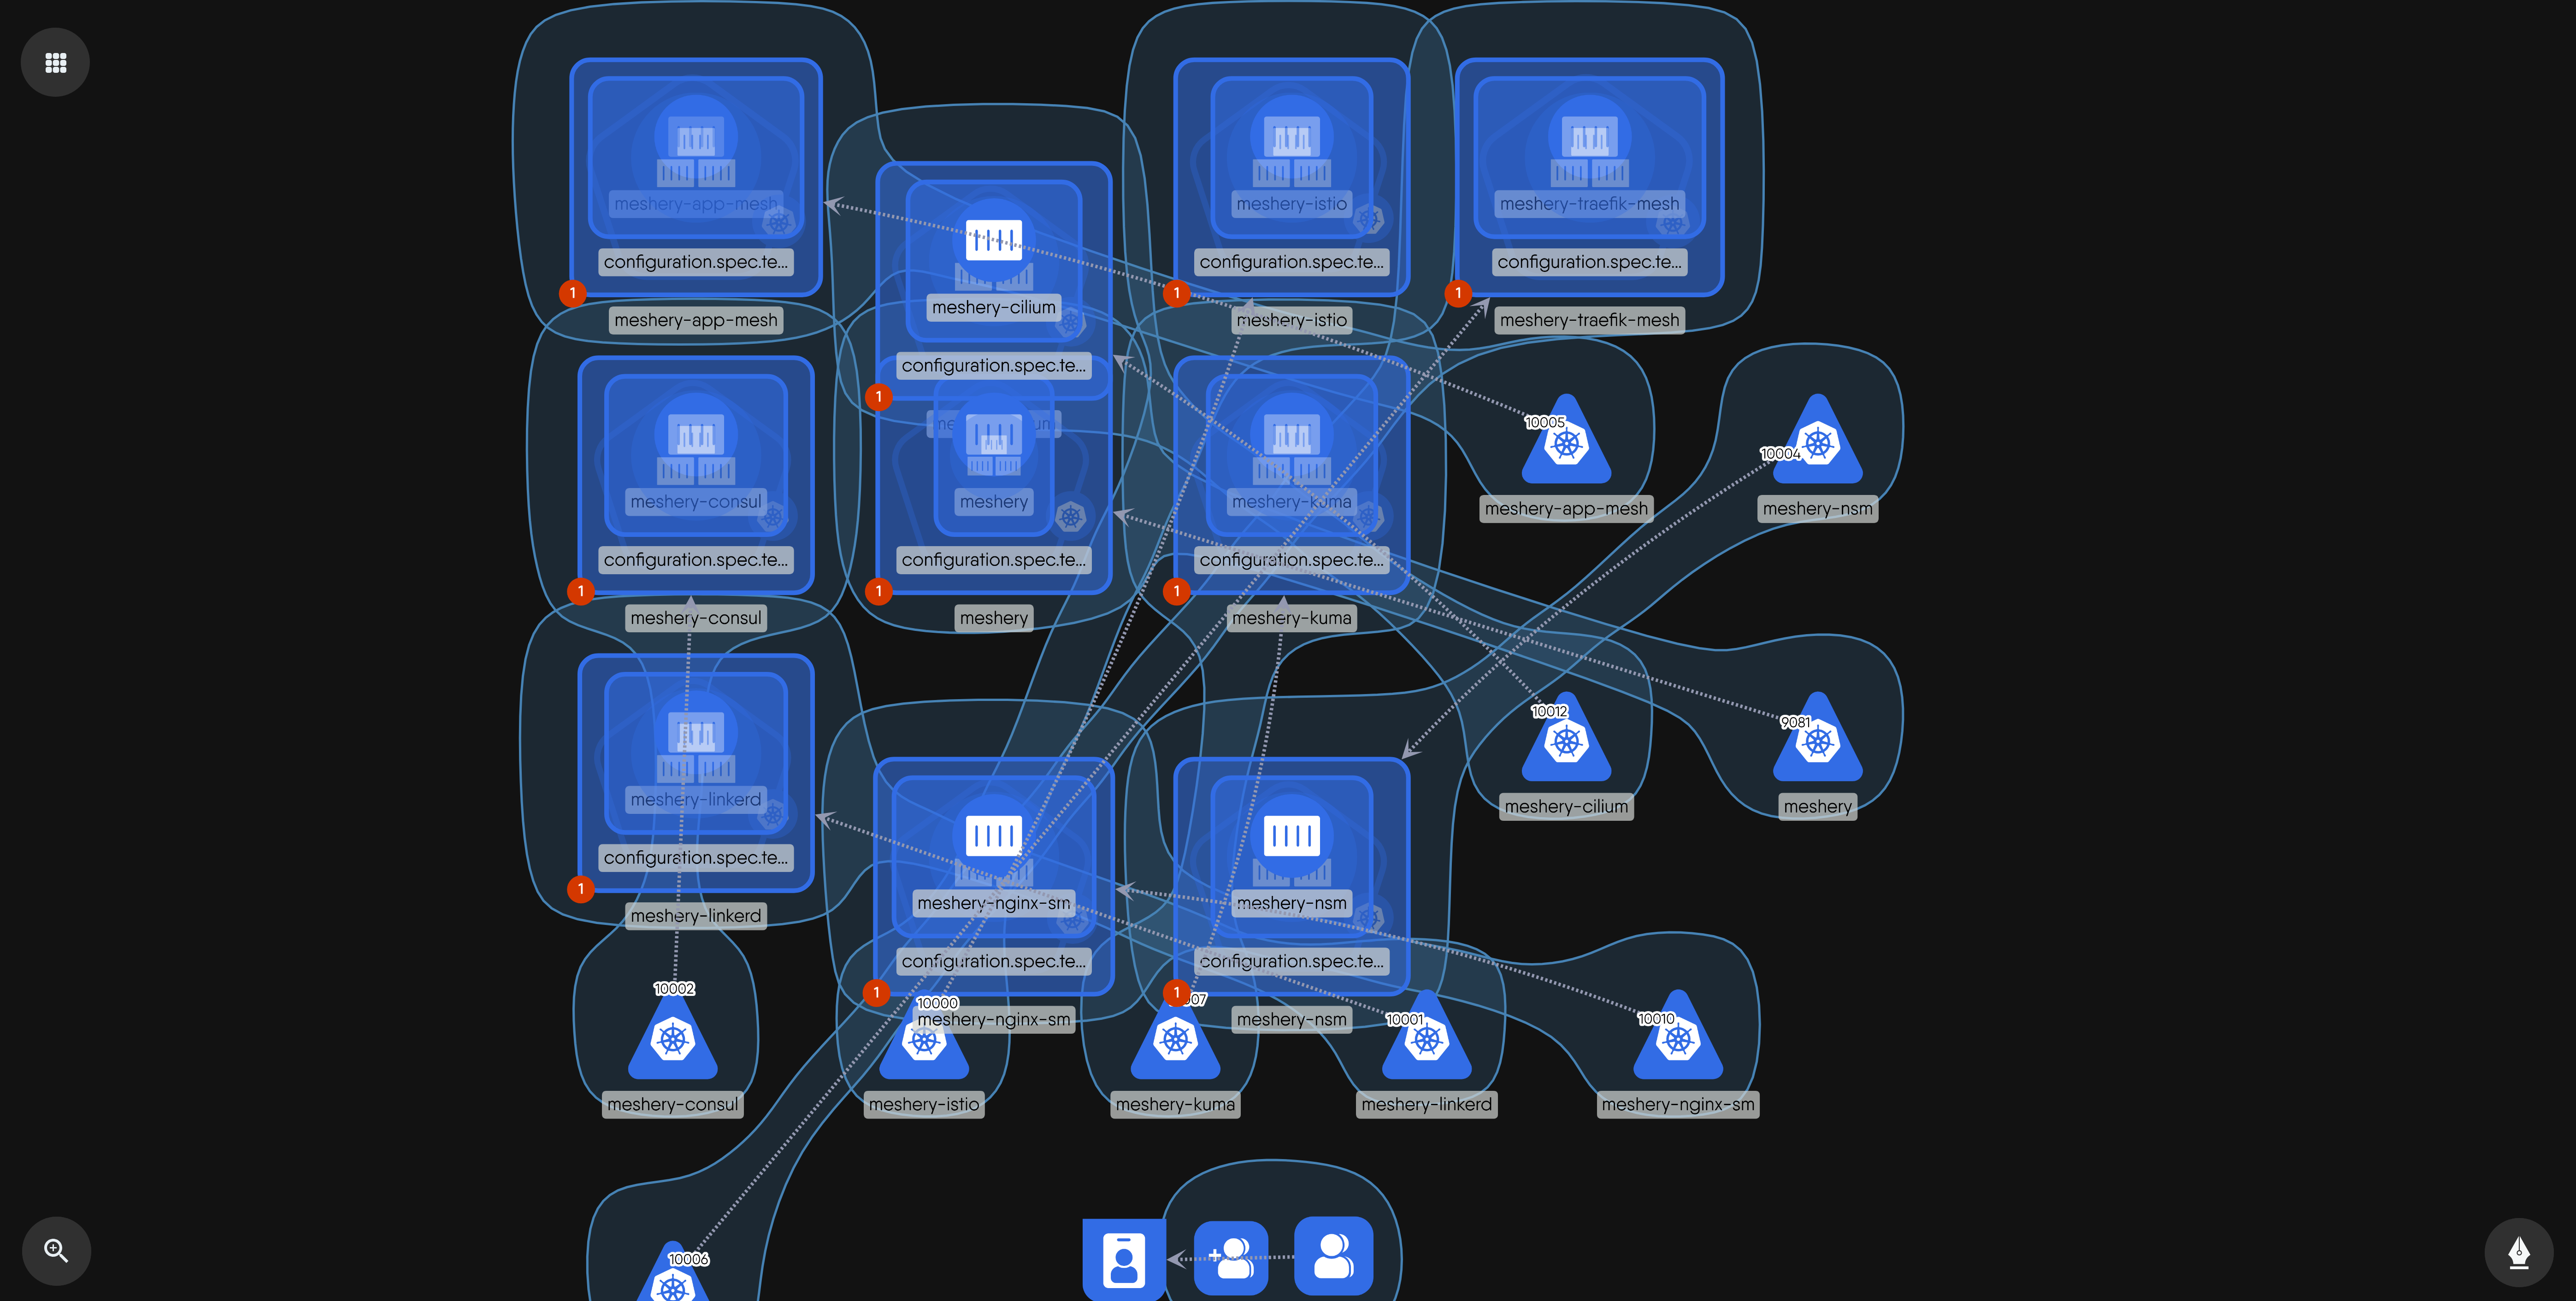 meshery-app-mesh
configuration.spec.te...
1
meshery-app-mesh
meshery-cilium
configuration.spec.te...
1
meshery-istio
configuration.spec.te...
1
meshery-istio
meshery-traefik-mesh
configuration.spec.te...
1
meshery-traefik-mesh
meshery-consul
configuration.spec.te...
1
meshery-consul
meshery
configuration.spec.te...
1
meshery
meshery-kuma
configuration.spec.te...
1
meshery-kuma
10005
meshery-app-mesh
10004
meshery-nsm
meshery-linkerd
configuration.spec.te...
1
meshery-linkerd
meshery-nginx-sm
configuration.spec.te...
1
meshery-nginx-sm
meshery-nsm
configuration.spec.te...
1
meshery-nsm
10012
meshery-cilium
9081
meshery
10002
meshery-consul
10000
meshery-istio
meshery-kuma
10001
meshery-linkerd
10010
meshery-nginx-sm
10006